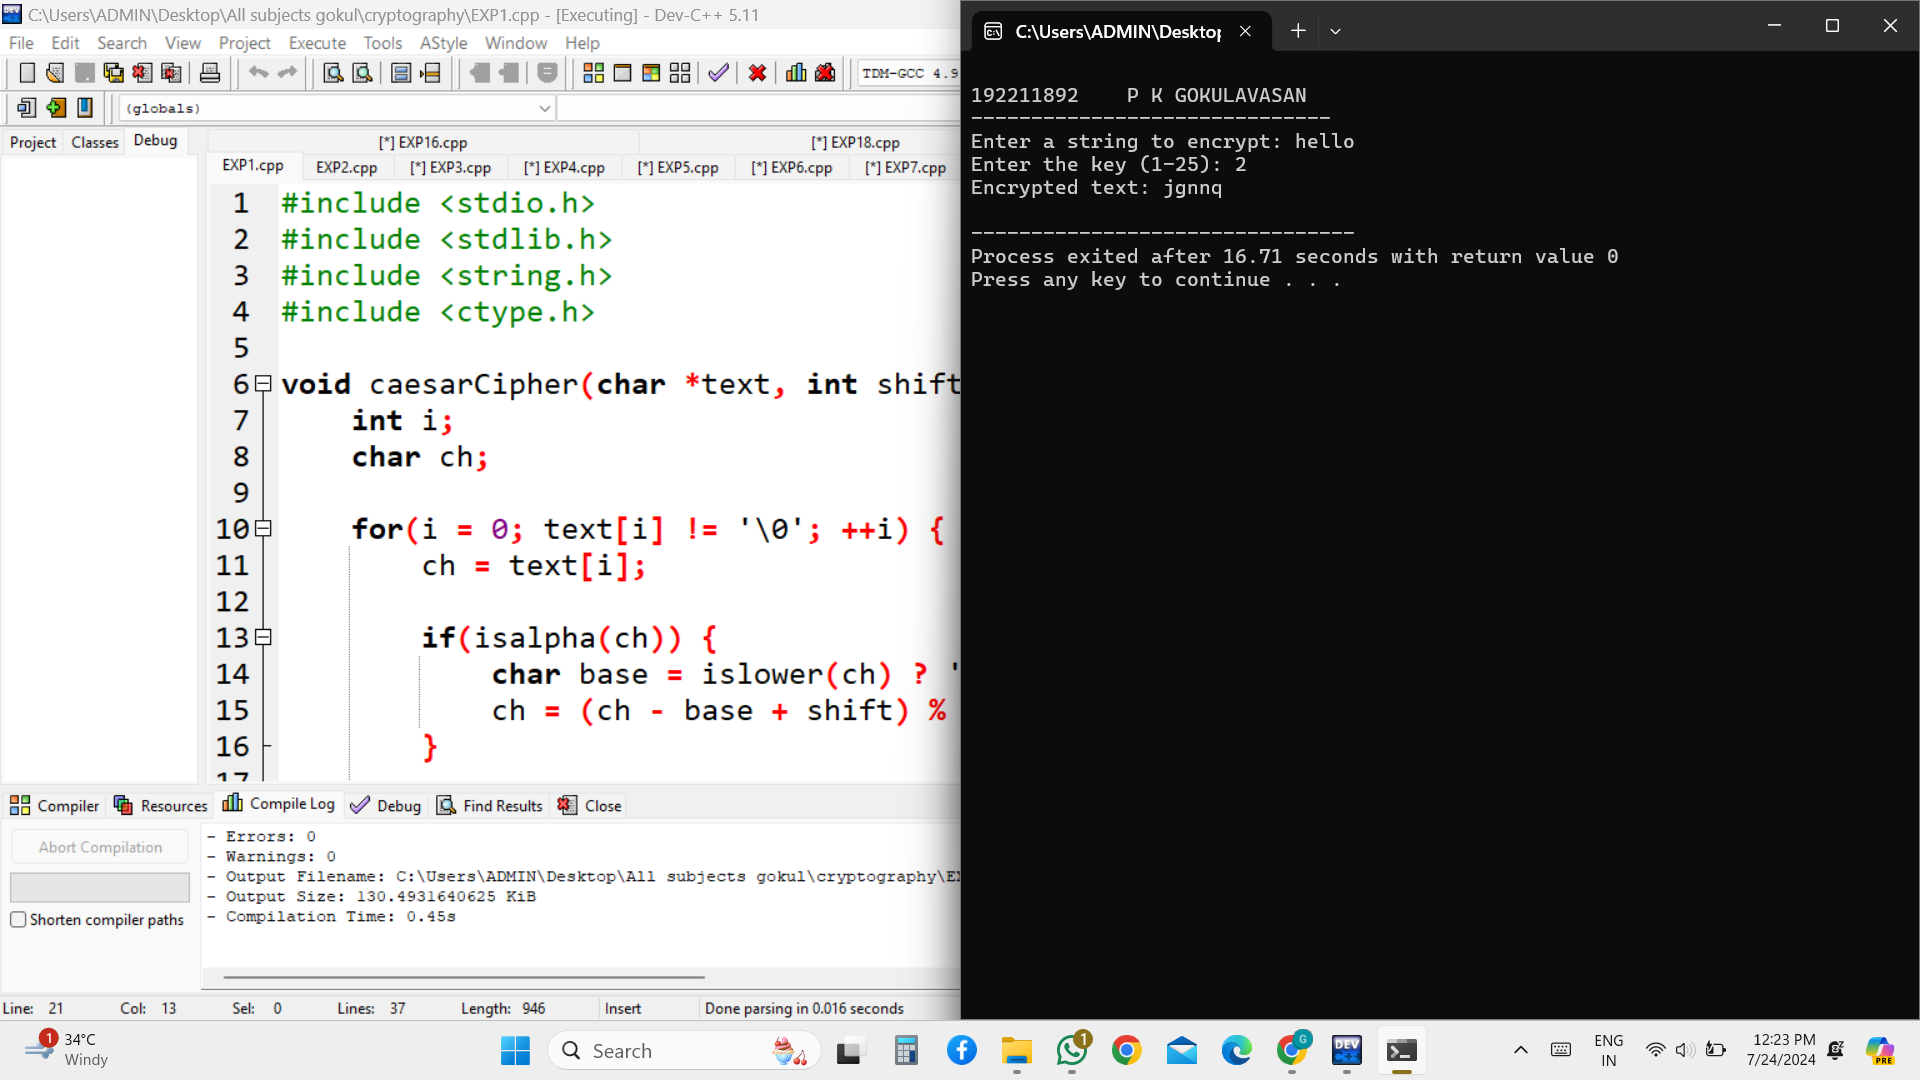 C:\Users\ADMIN\Desktop\All subjects gokul\cryptography\EXP1.cpp - [Executing] - Dev-C++ 5.11
File Edit Search View Project Execute Tools AStyle Window Help
TDM-GCC 4.9
(globals)
Project Classes Debug
[*] EXP16.cpp [*] EXP18.cpp
EXP1.cpp EXP2.cpp [*] EXP3.cpp [*] EXP4.cpp [*] EXP5.cpp [*] EXP6.cpp [*] EXP7.cpp
1 #include <stdio.h>
2 #include <stdlib.h>
3 #include <string.h>
4 #include <ctype.h>
5
6 void caesarCipher(char *text, int shift
7 int i;
8 char ch;
9
10 for(i = 0; text[i] != '\0'; ++i) {
11 ch = text[i];
12
13 if(isalpha(ch)) {
14 char base = islower(ch) ? '
15 ch = (ch - base + shift) %
16 }
17
Compiler Resources Compile Log Debug Find Results Close
Abort Compilation
Shorten compiler paths
- Errors: 0
- Warnings: 0
- Output Filename: C:\Users\ADMIN\Desktop\All subjects gokul\cryptography\EX
- Output Size: 130.4931640625 KiB
- Compilation Time: 0.45s
Line: 21 Col: 13 Sel: 0 Lines: 37 Length: 946 Insert Done parsing in 0.016 seconds
C:\Users\ADMIN\Desktop
192211892 P K GOKULAVASAN
------------------------------
Enter a string to encrypt: hello
Enter the key (1-25): 2
Encrypted text: jgnnq
--------------------------------
Process exited after 16.71 seconds with return value 0
Press any key to continue . . .
1
34°C
Windy
Search
DEV
C++
1
G
DEV
C++
ENG
IN
12:23 PM
7/24/2024
PRE